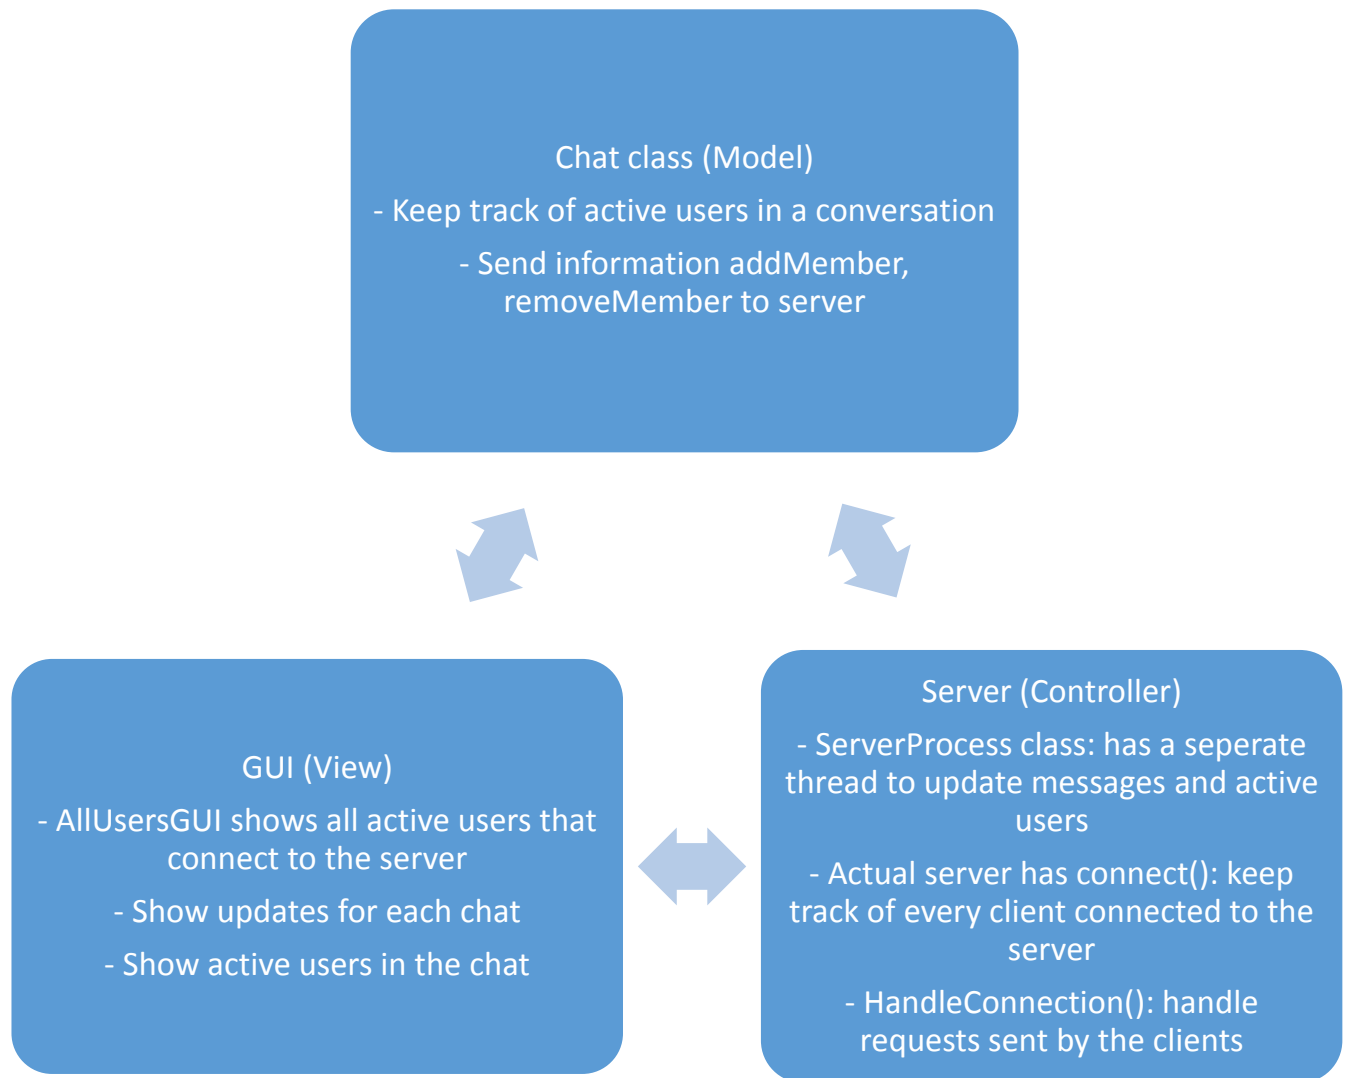 Chat class (Model)
- Keep track of active users in a conversation
- Send information addMember,
removeMember to server
GUI (View)
- AllUsersGUI shows all active users that
connect to the server
- Show updates for each chat
- Show active users in the chat
Server (Controller)
- ServerProcess class: has a seperate
thread to update messages and active
users
- Actual server has connect(): keep
track of every client connected to the
server
- HandleConnection(): handle
requests sent by the clients